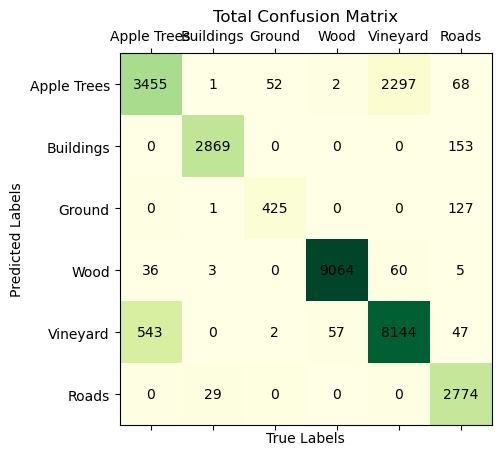 Total Confusion Matrix
Apple Trees Buildings Ground Wood Vineyard Roads
Apple Trees 3455 1 52 2 2297 68
Buildings 0 2869 0 0 0 153
Ground 0 1 425 0 0 127
Wood 36 3 0 9064 60 5
Vineyard 543 0 2 57 8144 47
Roads 0 29 0 0 0 2774
Predicted Labels
True Labels